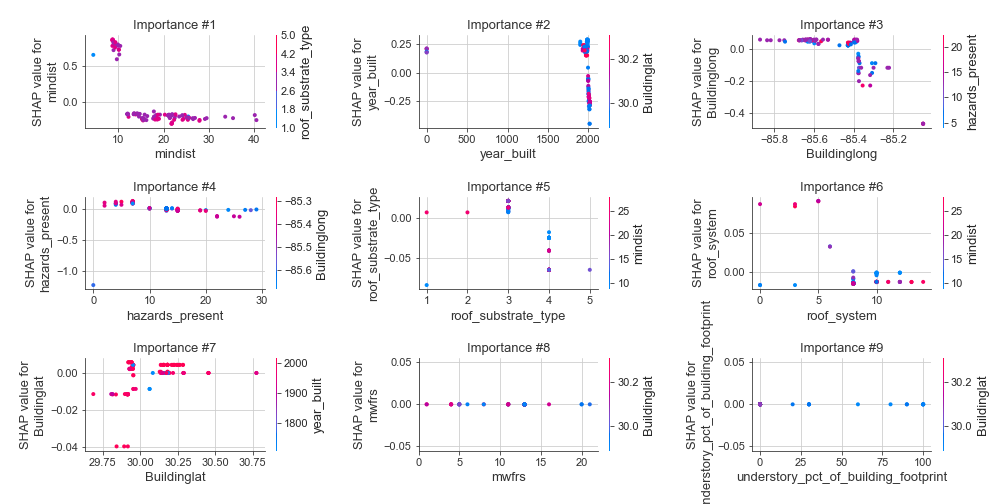 Importance #1
SHAP value for
mindist
0.5
0.0
10
20
30
40
mindist
5.0
4.2
3.4
2.6
1.8
1.0
roof_substrate_type
Importance #2
SHAP value for
year_built
0.25
0.00
−0.25
0
500
1000
1500
2000
year_built
30.2
30.0
Buildinglat
Importance #3
SHAP value for
Buildinglong
0.0
−0.2
−0.4
−85.8
−85.6
−85.4
−85.2
Buildinglong
20
15
10
5
hazards_present
Importance #4
SHAP value for
hazards_present
0.0
−0.5
−1.0
0
10
20
30
hazards_present
−85.3
−85.4
−85.5
−85.6
Buildinglong
Importance #5
SHAP value for
roof_substrate_type
0.00
−0.05
1
2
3
4
5
roof_substrate_type
25
20
15
10
mindist
Importance #6
SHAP value for
roof_system
0.05
0.00
0
5
10
roof_system
25
20
15
10
mindist
Importance #7
SHAP value for
Buildinglat
0.00
−0.02
−0.04
29.75
30.00
30.25
30.50
30.75
Buildinglat
2000
1900
1800
year_built
Importance #8
SHAP value for
mwfrs
0.05
0.00
−0.05
0
5
10
15
20
mwfrs
30.2
30.0
Buildinglat
Importance #9
SHAP value for
understory_pct_of_building_footprint
0.05
0.00
−0.05
0
25
50
75
100
understory_pct_of_building_footprint
30.2
30.0
Buildinglat